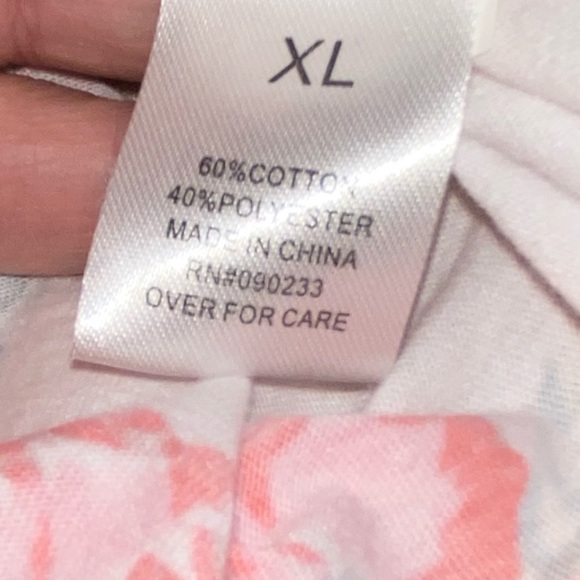 XL
60%COTTON
40%POLYESTER
MADE IN CHINA
RN#090233
OVER FOR CARE